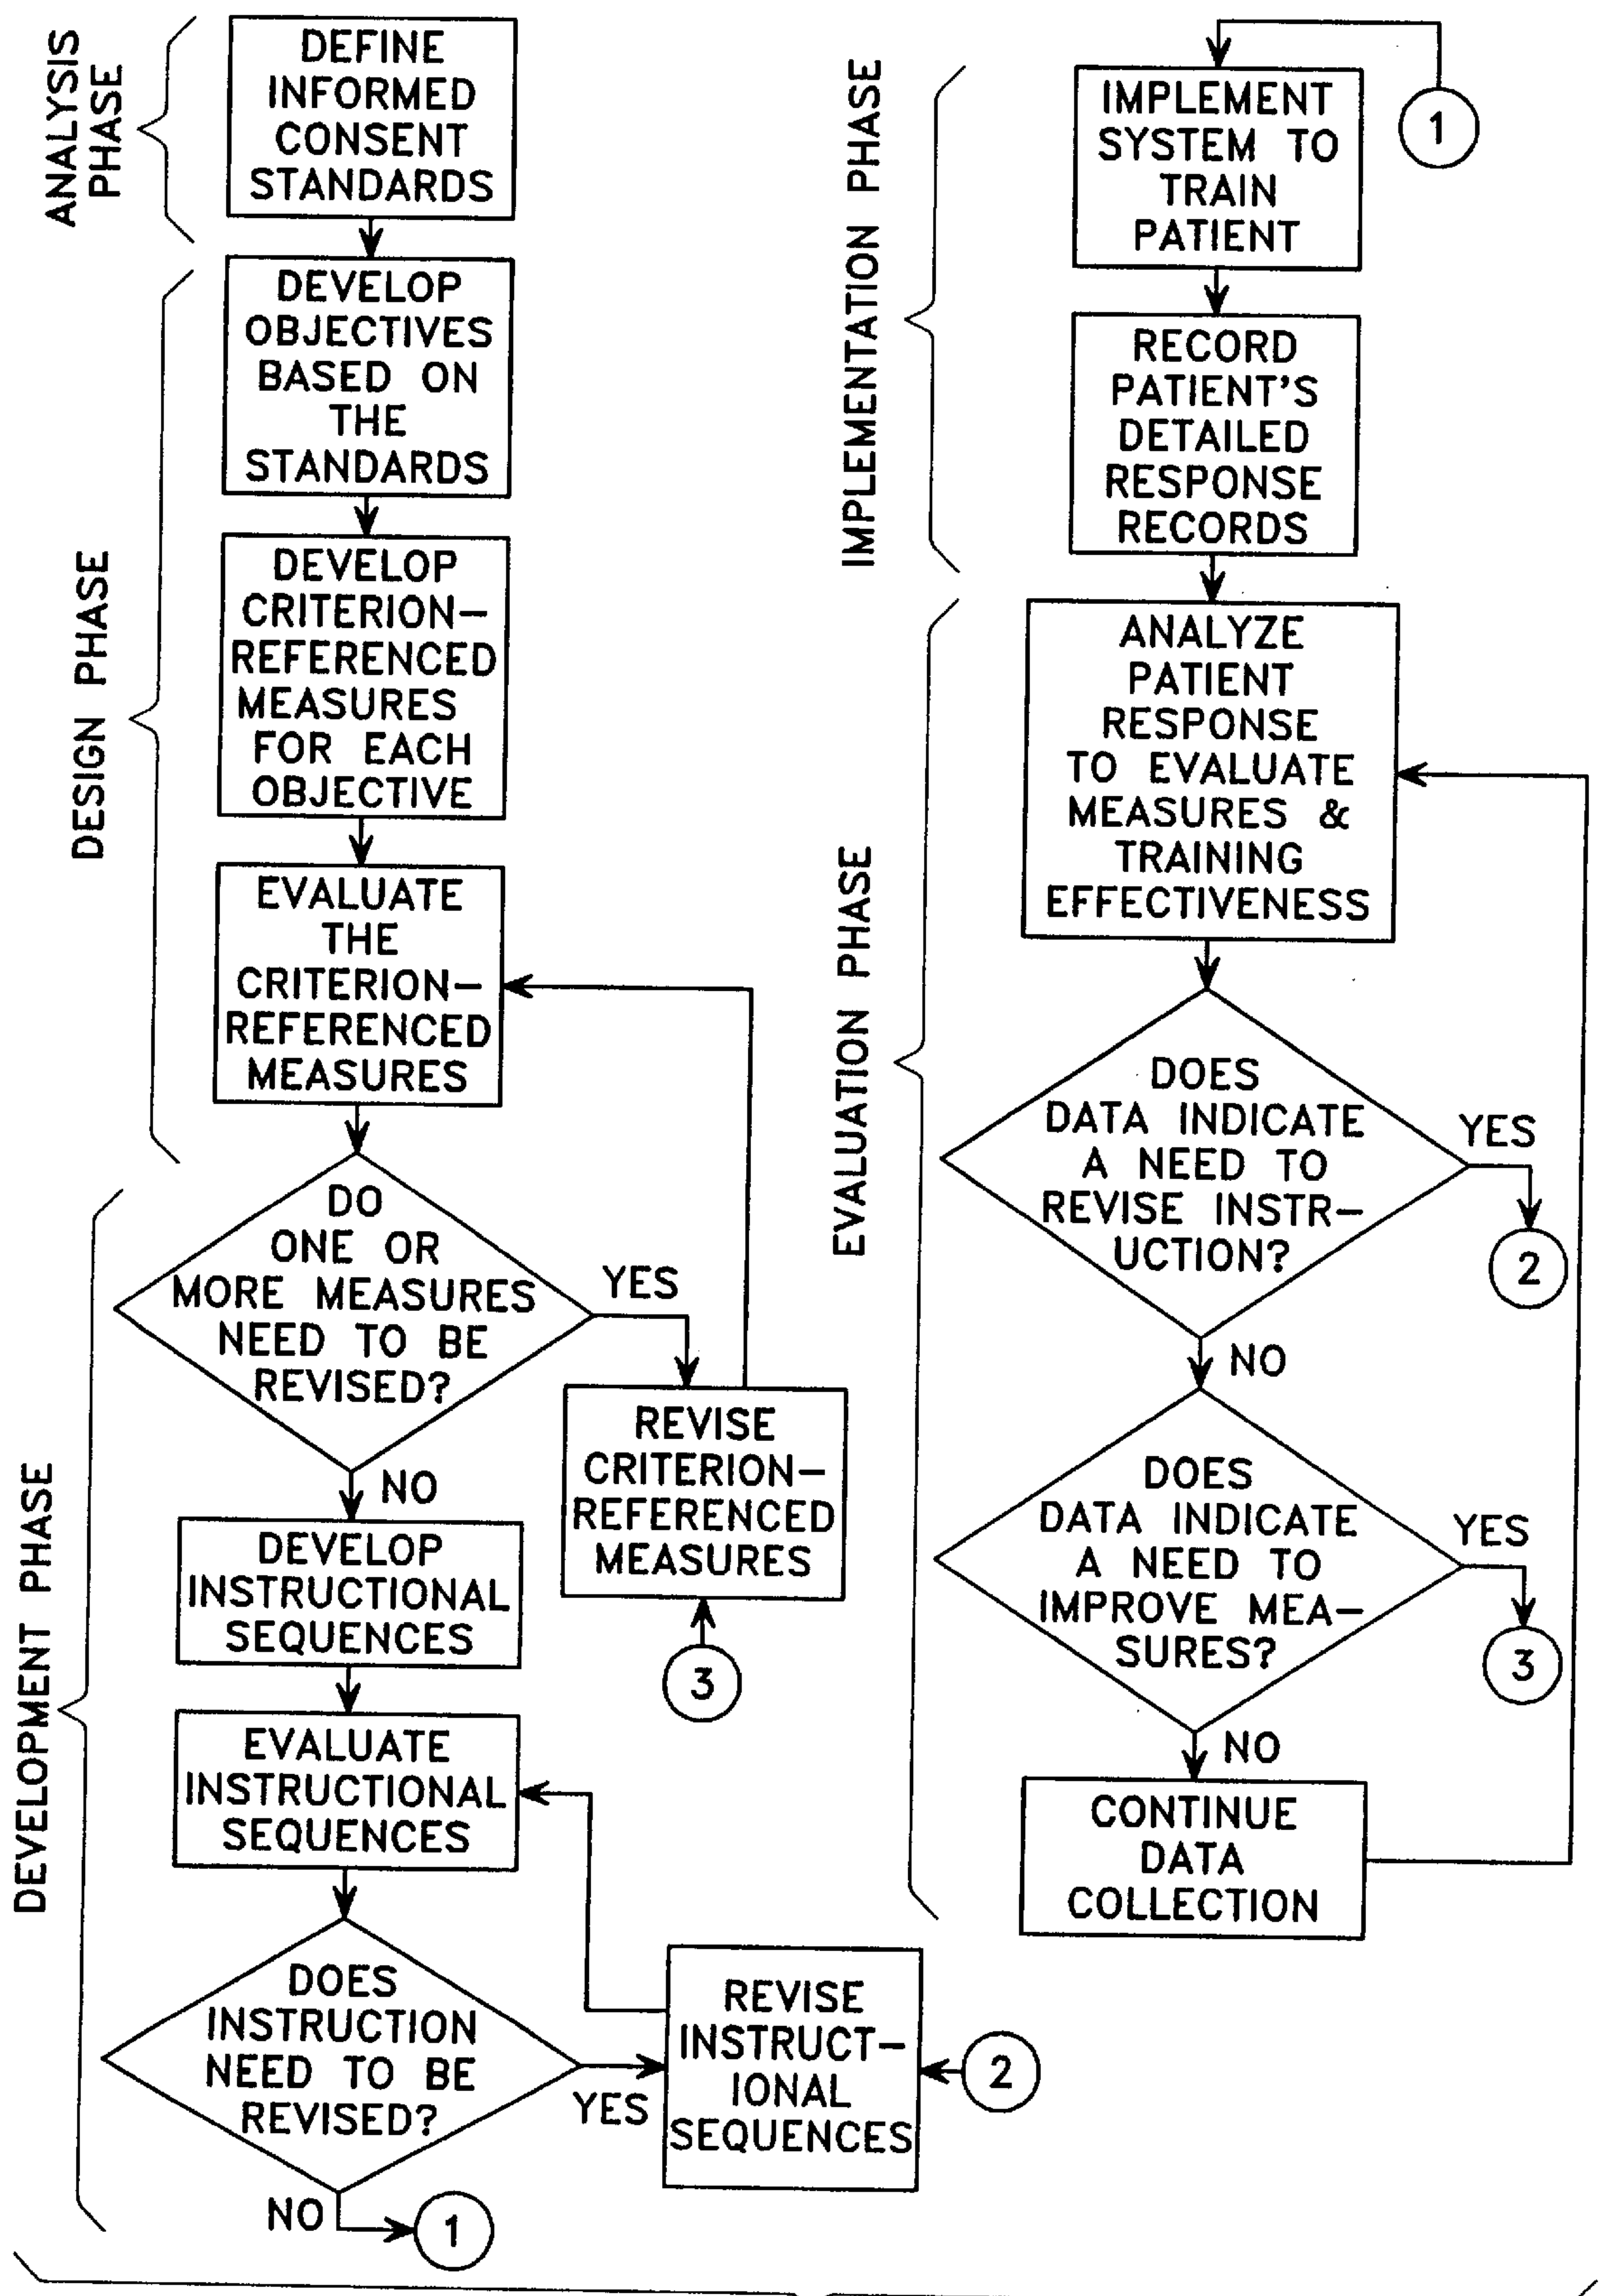 ANALYSIS
PHASE
DEFINE
INFORMED
CONSENT
STANDARDS
DESIGN PHASE
DEVELOP
OBJECTIVES
BASED ON
THE
STANDARDS
DEVELOP
CRITERION-
REFERENCED
MEASURES
FOR EACH
OBJECTIVE
EVALUATE
THE
CRITERION-
REFERENCED
MEASURES
DEVELOPMENT PHASE
DO
ONE OR
MORE MEASURES
NEED TO BE
REVISED?
YES
NO
REVISE
CRITERION-
REFERENCED
MEASURES
3
DEVELOP
INSTRUCTIONAL
SEQUENCES
EVALUATE
INSTRUCTIONAL
SEQUENCES
DOES
INSTRUCTION
NEED TO BE
REVISED?
YES
REVISE
INSTRUCT-
IONAL
SEQUENCES
2
NO
1
IMPLEMENTATION PHASE
1
IMPLEMENT
SYSTEM TO
TRAIN
PATIENT
RECORD
PATIENT'S
DETAILED
RESPONSE
RECORDS
EVALUATION PHASE
ANALYZE
PATIENT
RESPONSE
TO EVALUATE
MEASURES &
TRAINING
EFFECTIVENESS
DOES
DATA INDICATE
A NEED TO
REVISE INSTR-
UCTION?
YES
2
NO
DOES
DATA INDICATE
A NEED TO
IMPROVE MEA-
SURES?
YES
3
NO
CONTINUE
DATA
COLLECTION